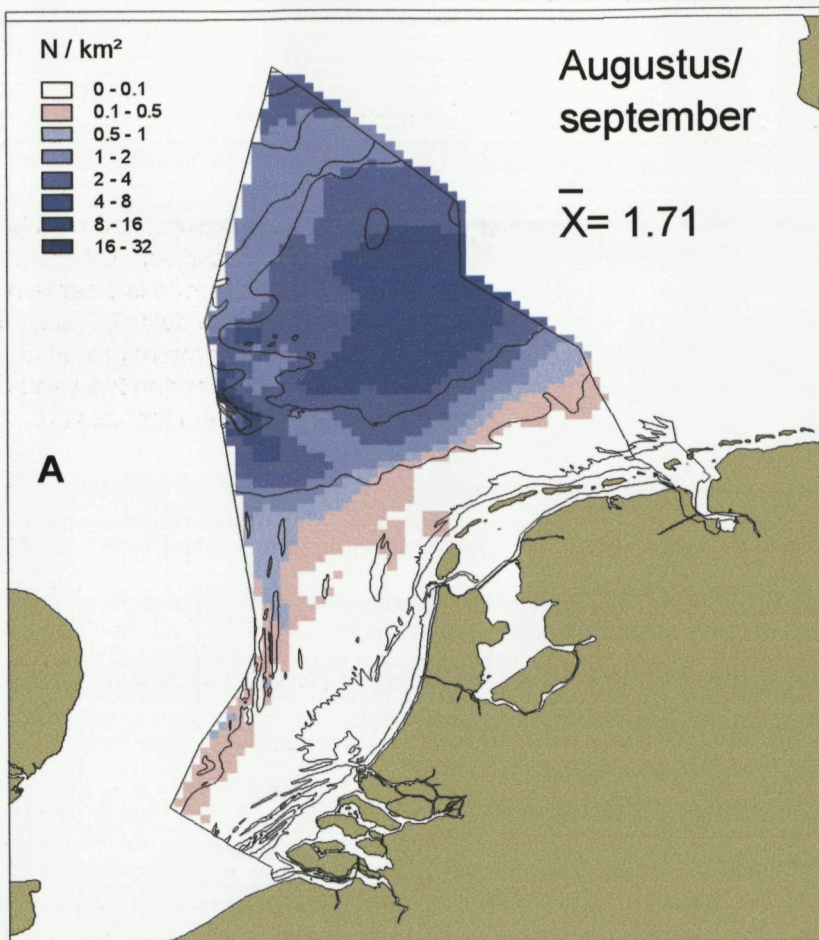 N / km²
0 - 0.1
0.1 - 0.5
0.5 - 1
1 - 2
2 - 4
4 - 8
8 - 16
16 - 32
Augustus/
september
X̄= 1.71
A